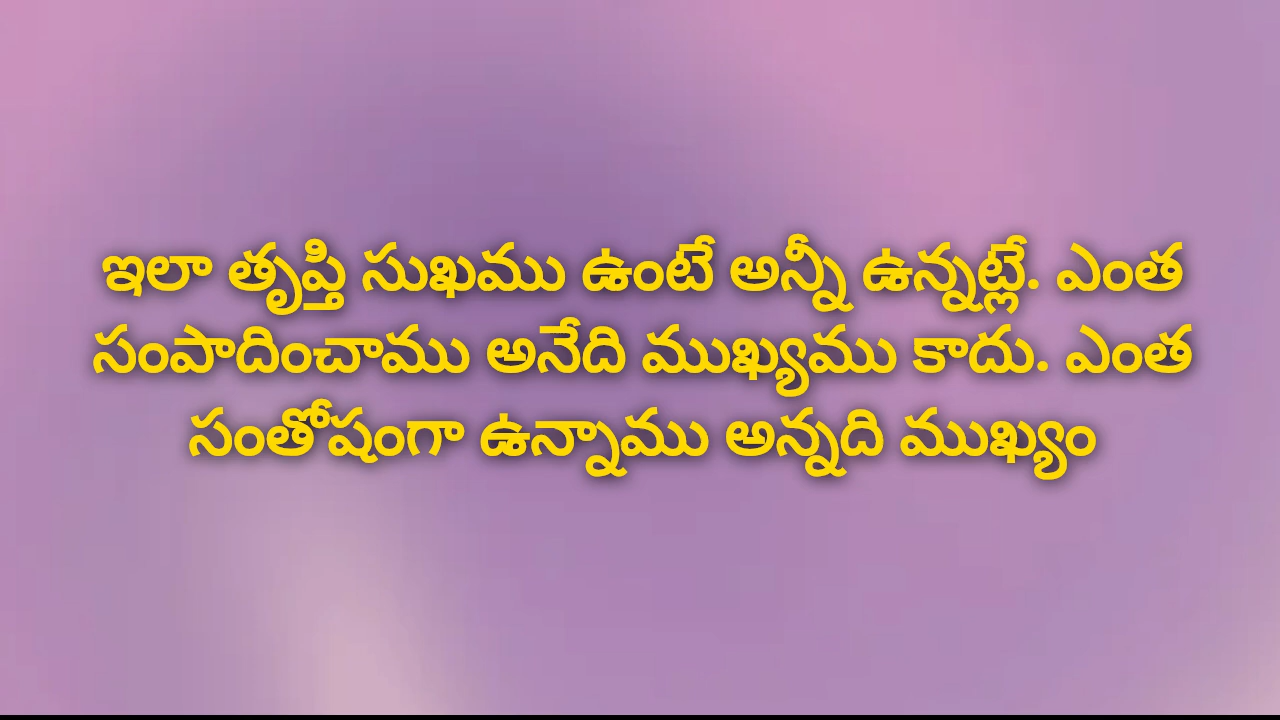 ఇలా తృప్తి సుఖము ఉంటే అన్నీ ఉన్నట్లే. ఎంత
సంపాదించాము అనేది ముఖ్యము కాదు. ఎంత
సంతోషంగా ఉన్నాము అన్నది ముఖ్యం